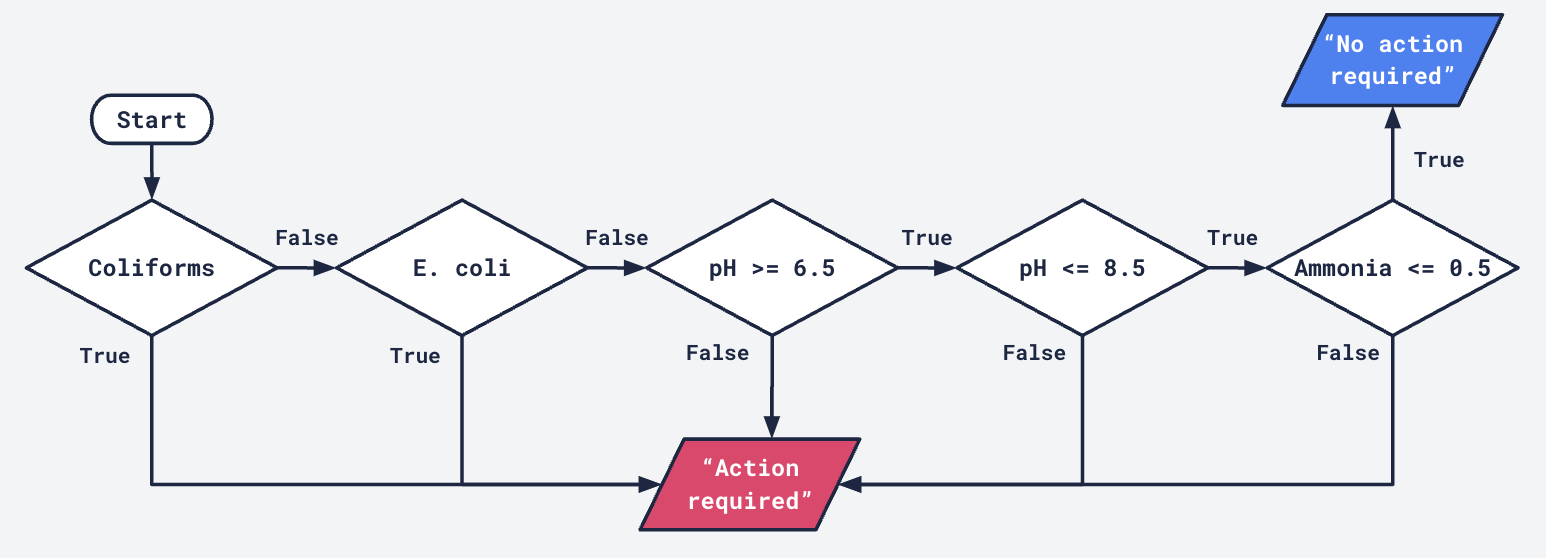 “No action
required”
Start
True
False
False
True
True
Coliforms
E. coli
pH >= 6.5
pH <= 8.5
Ammonia <= 0.5
True
True
False
False
False
“Action
required”